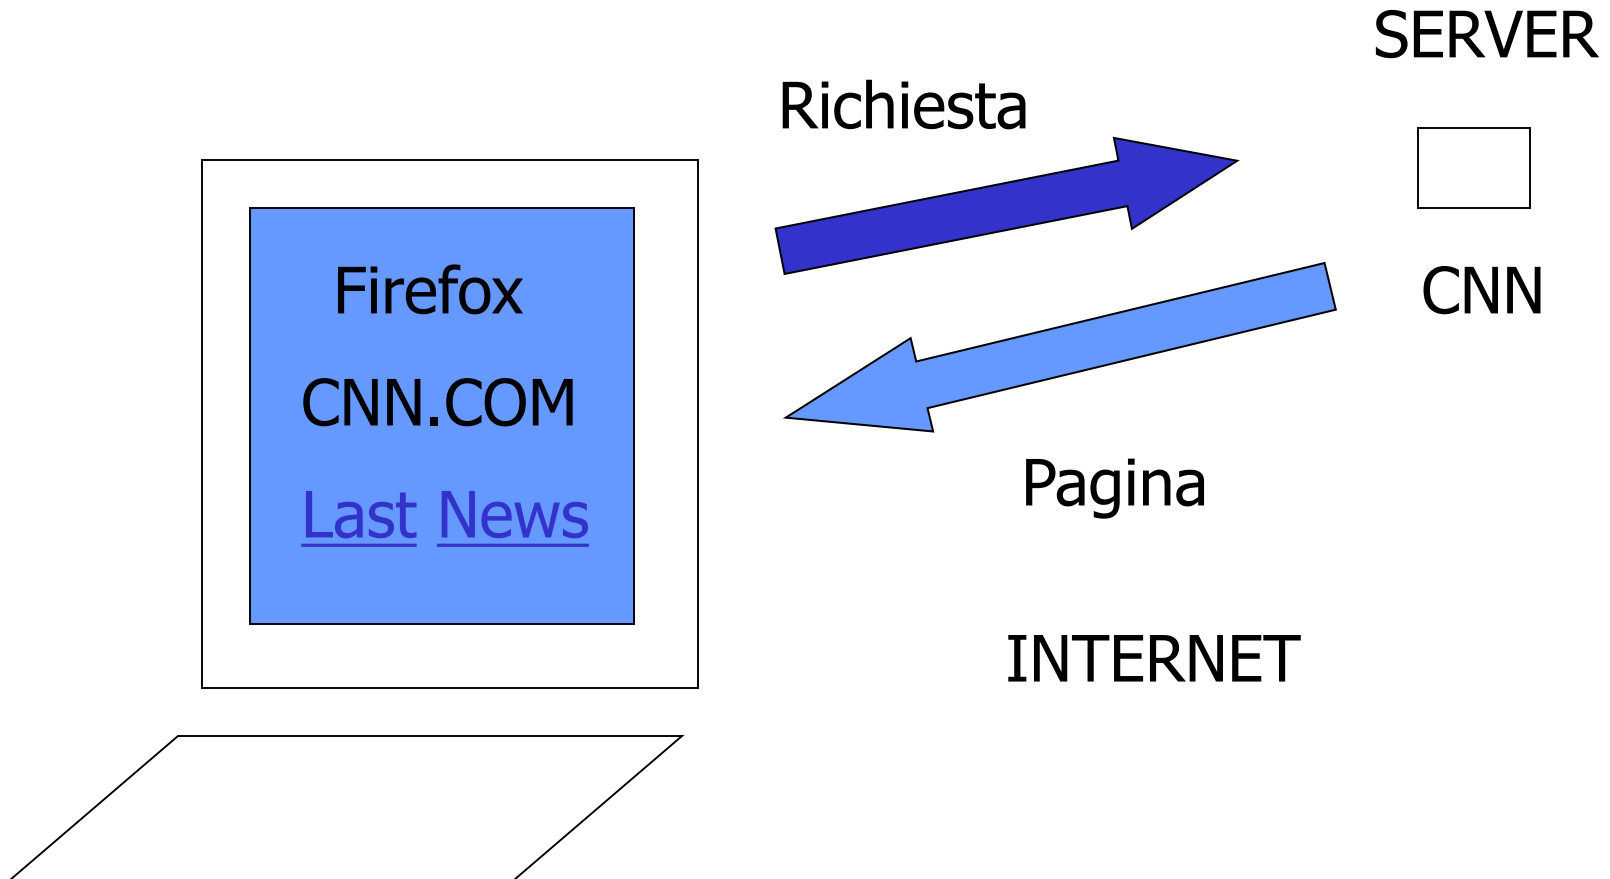 SERVER
Richiesta
Firefox
CNN
CNN.COM
Pagina
Last News
INTERNET